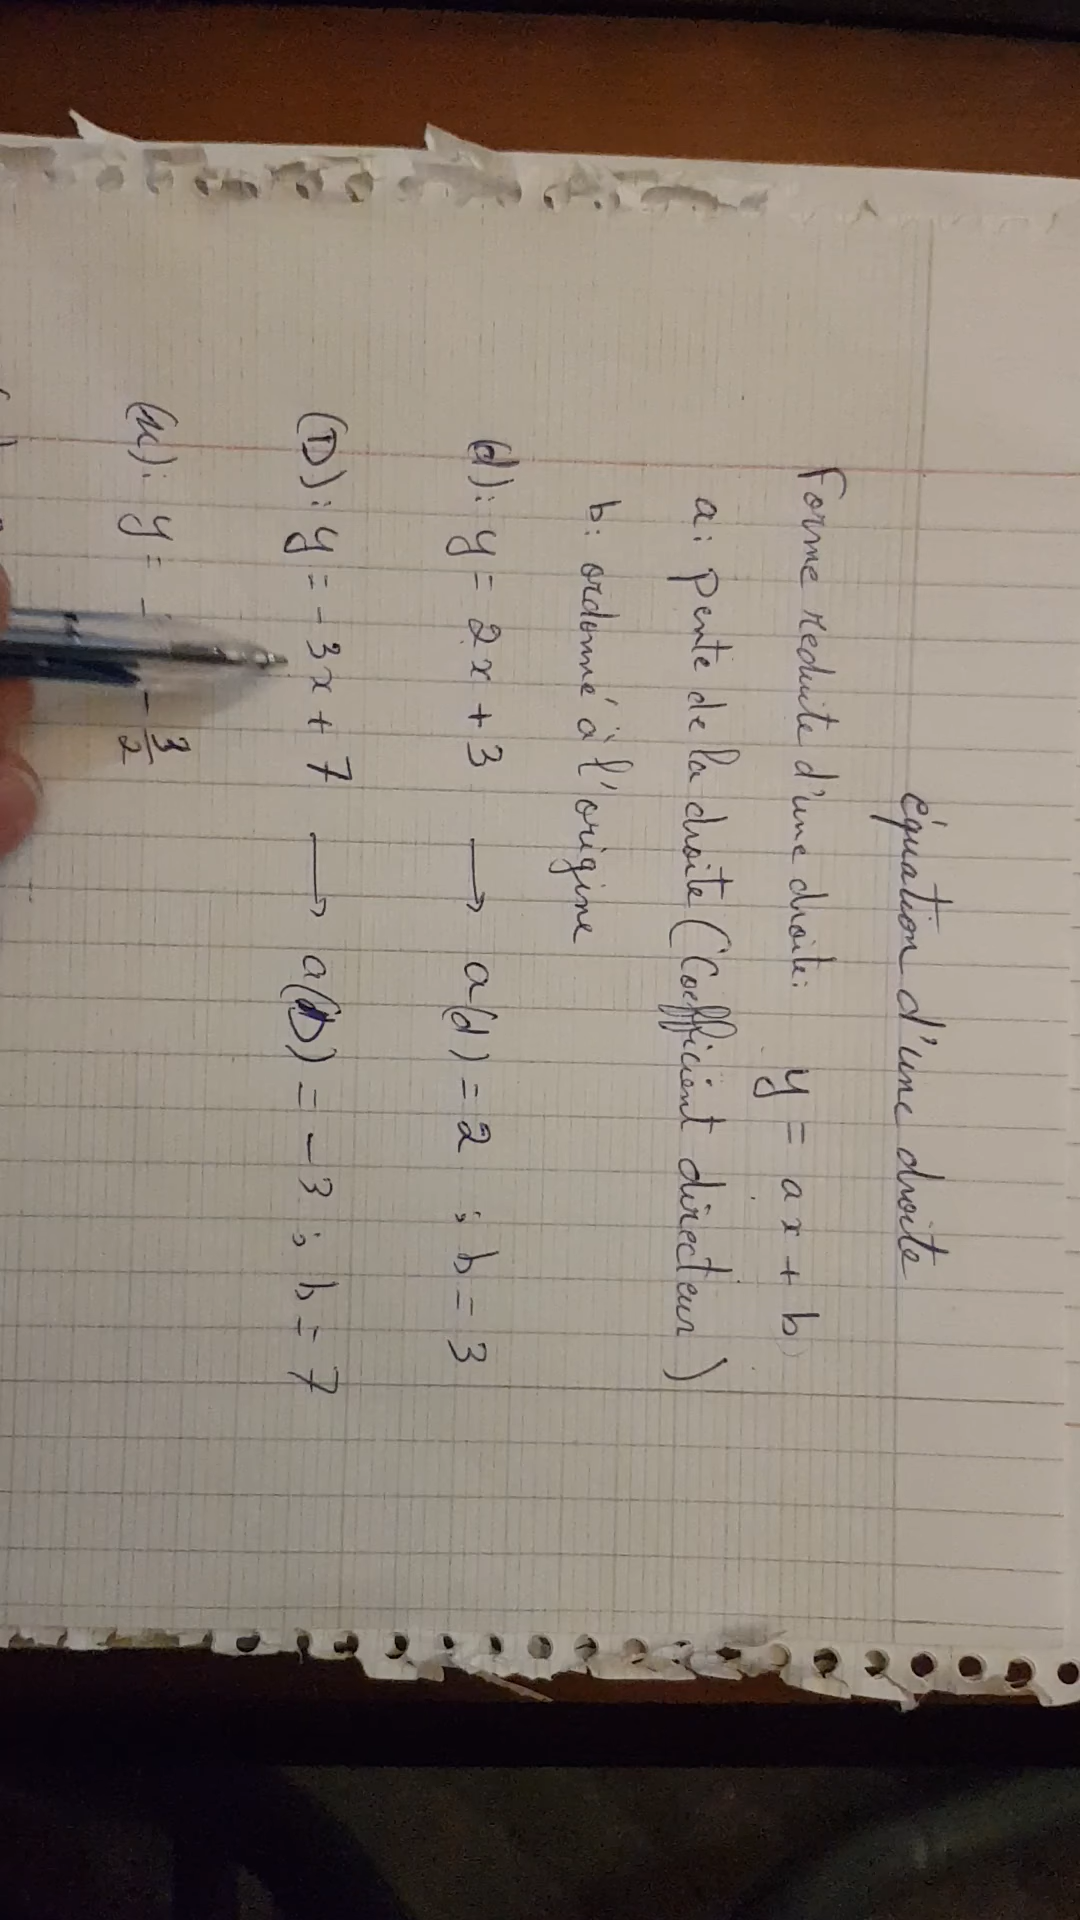 équation d'une droite
Forme reduite d'une droite: y = ax + b
a: pente de la droite (Coefficient directeur)
b: ordonné à l'origine
(d): y = 2x + 3 → a(d) = 2 ; b = 3
(D): y = -3x + 7 → a(D) = -3 ; b = 7
y = - - 3/2